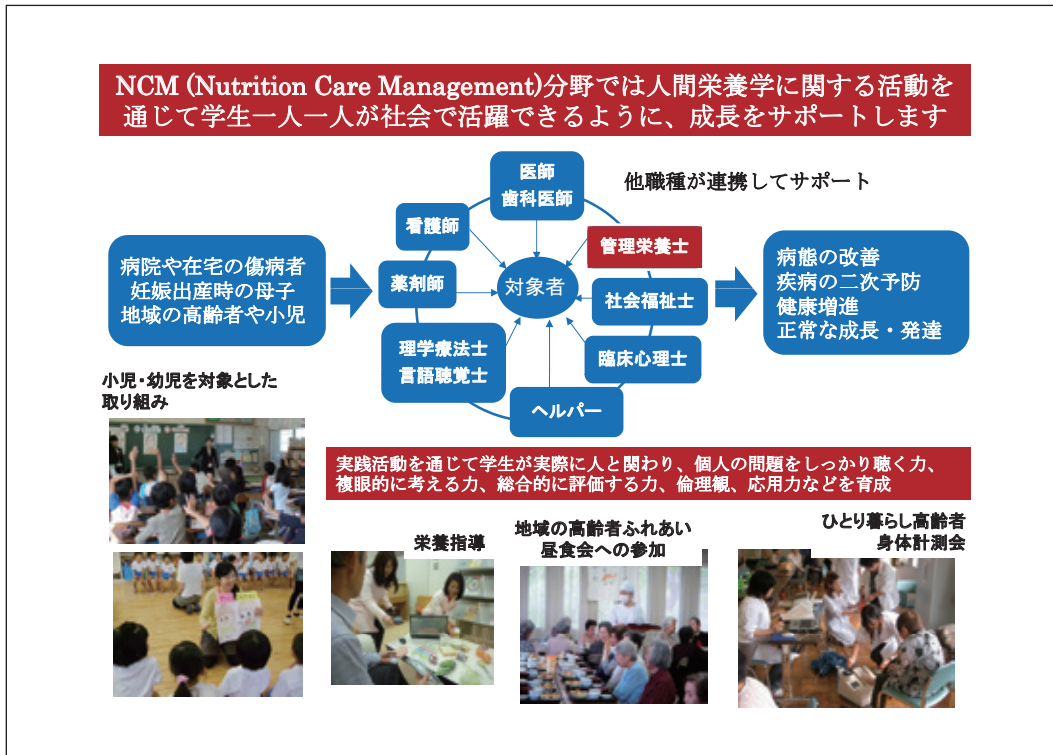 NCM (Nutrition Care Management)分野では人間栄養学に関する活動を
通じて学生一人一人が社会で活躍できるように、成長をサポートします
医師
歯科医師
他職種が連携してサポート
看護師
管理栄養士
病院や在宅の傷病者
妊娠出産時の母子
地域の高齢者や小児
薬剤師
対象者
社会福祉士
病態の改善
疾病の二次予防
健康増進
正常な成長・発達
理学療法士
言語聴覚士
臨床心理士
ヘルパー
小児・幼児を対象とした
取り組み
実践活動を通じて学生が実際に人と関わり、個人の問題をしっかり聴く力、
複眼的に考える力、総合的に評価する力、倫理観、応用力などを育成
栄養指導
地域の高齢者ふれあい
昼食会への参加
ひとり暮らし高齢者
身体計測会